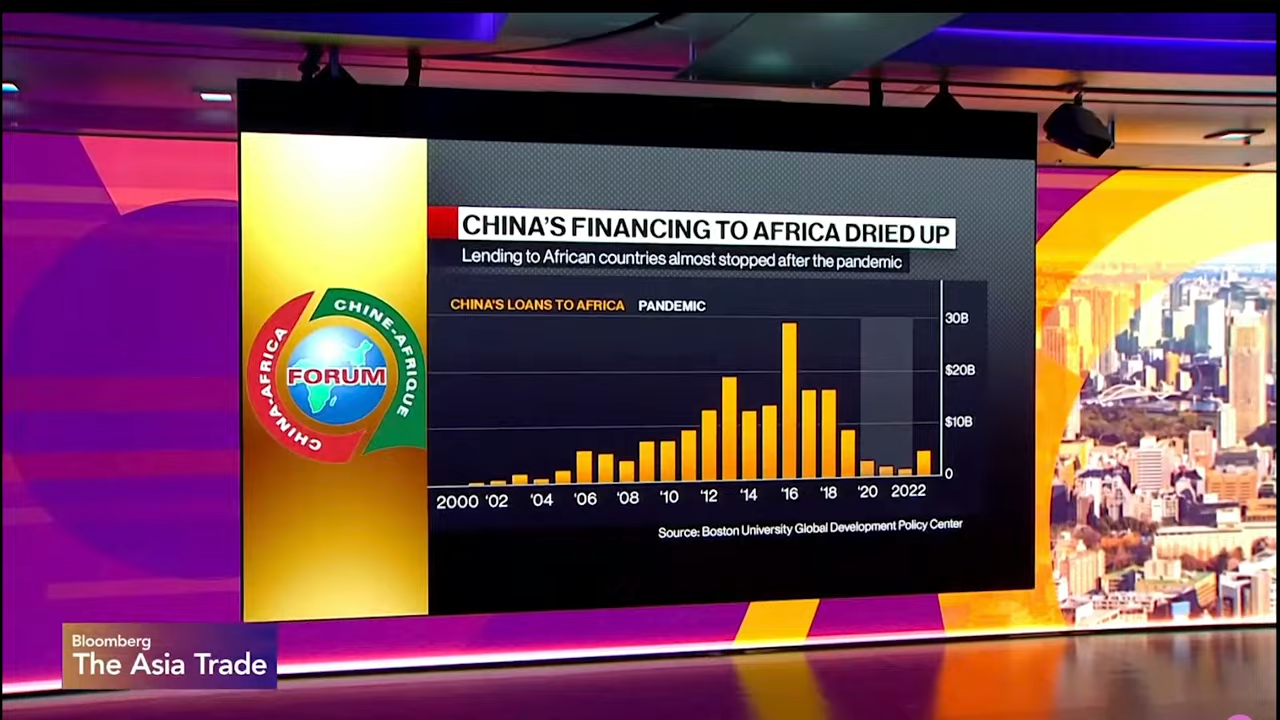 CHINA'S FINANCING TO AFRICA DRIED UP
Lending to African countries almost stopped after the pandemic
CHINA'S LOANS TO AFRICA PANDEMIC
30B
$20B
$10B
0
2000 '02 '04 '06 '08 '10 '12 '14 '16 '18 '20 2022
Source: Boston University Global Development Policy Center
CHINE-AFRIQUE
FORUM
CHINA-AFRICA
Bloomberg
The Asia Trade